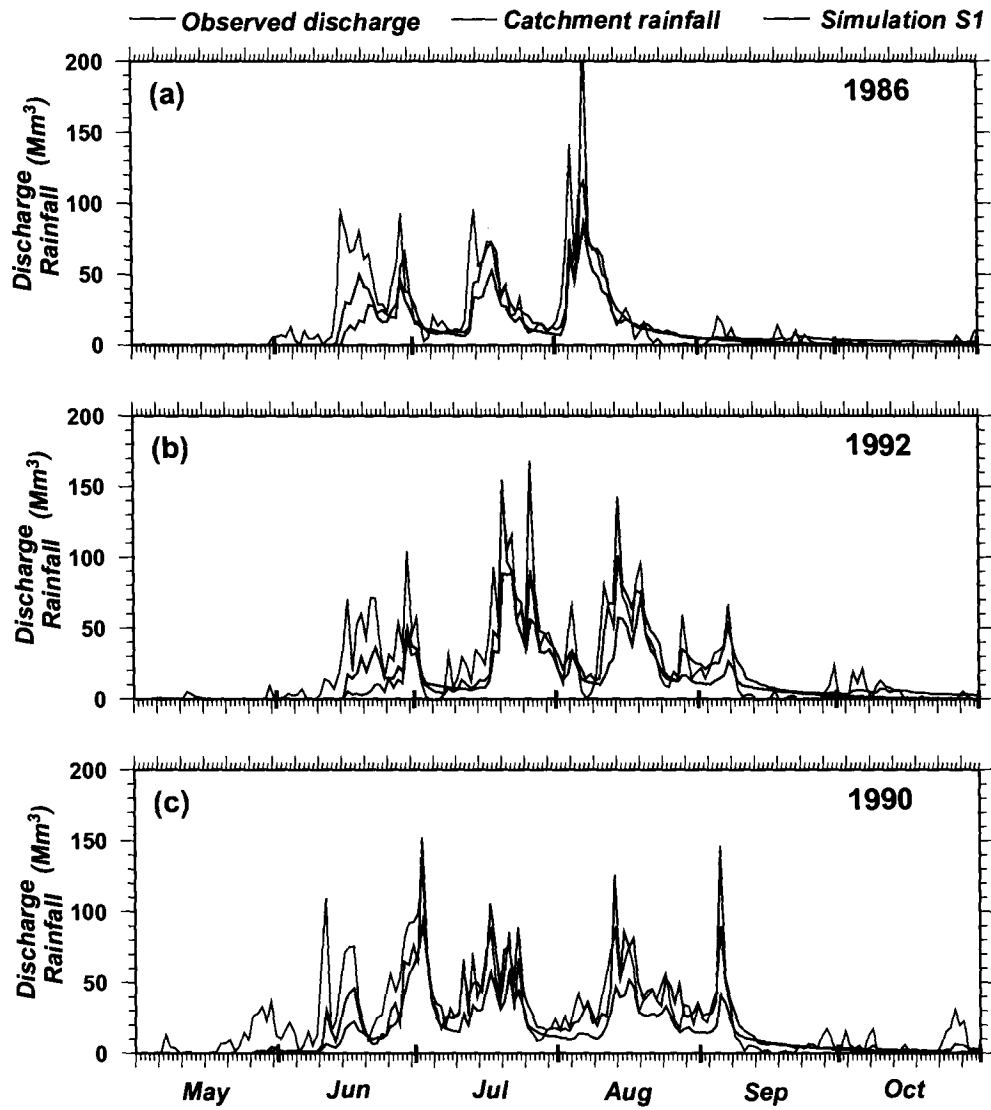 Observed discharge Catchment rainfall Simulation S1
(a) 1986
200
150
100
50
0
Discharge (Mm³)
Rainfall
(b) 1992
200
150
100
50
0
Discharge (Mm³)
Rainfall
(c) 1990
200
150
100
50
0
Discharge (Mm³)
Rainfall
May Jun Jul Aug Sep Oct